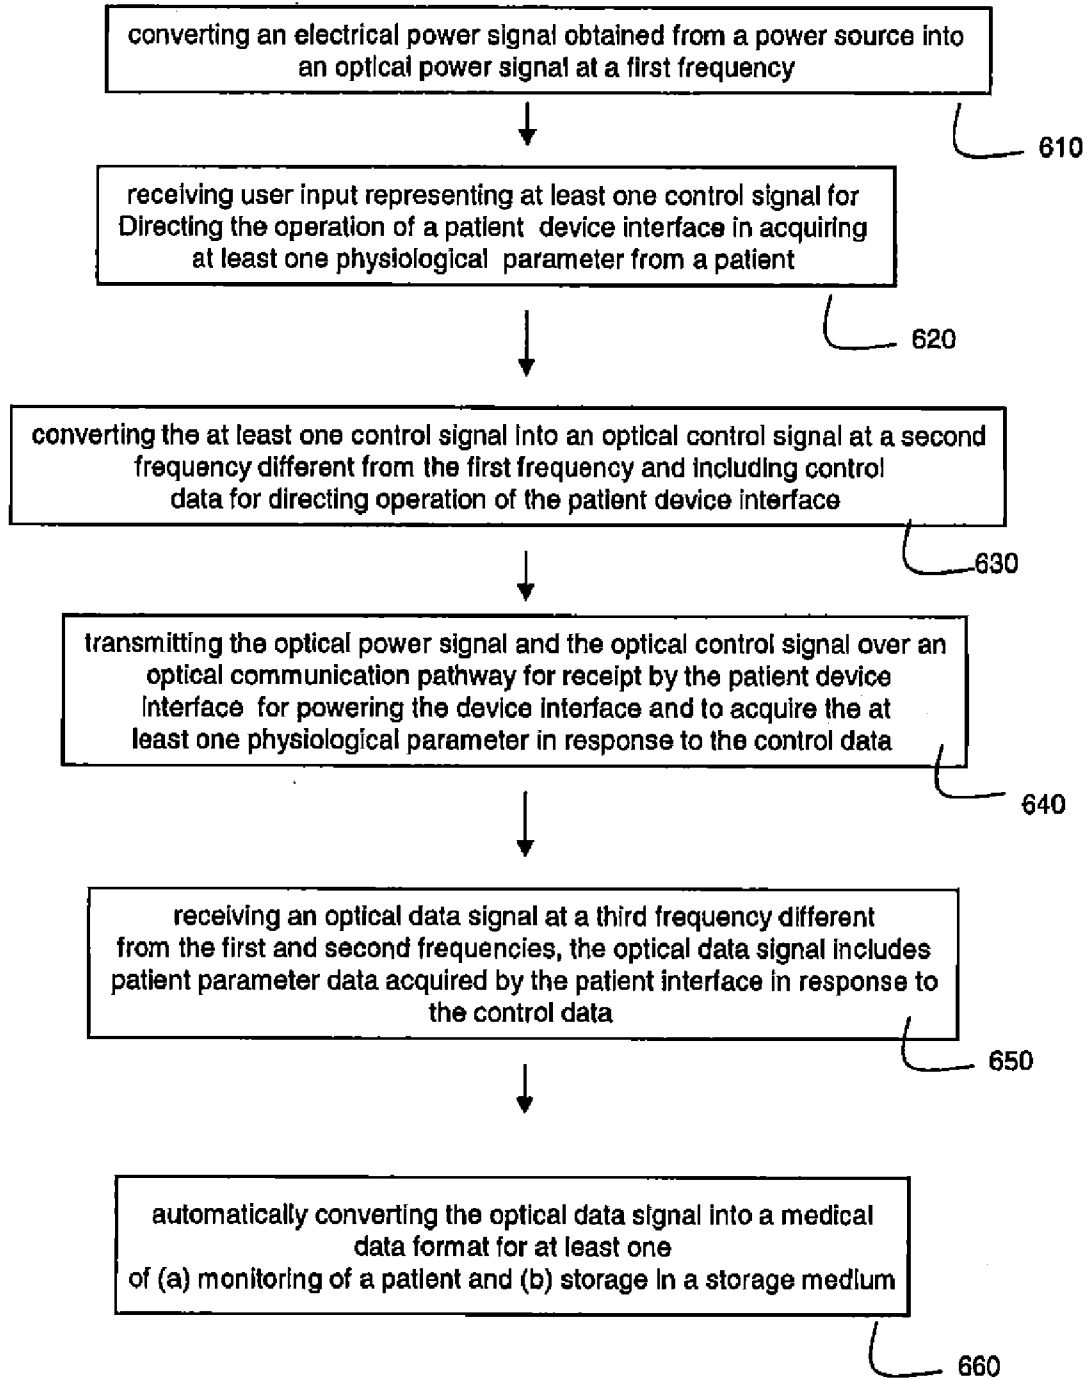 converting an electrical power signal obtained from a power source into
an optical power signal at a first frequency
610
receiving user input representing at least one control signal for
Directing the operation of a patient device interface in acquiring
at least one physiological parameter from a patient
620
converting the at least one control signal into an optical control signal at a second
frequency different from the first frequency and including control
data for directing operation of the patient device interface
630
transmitting the optical power signal and the optical control signal over an
optical communication pathway for receipt by the patient device
interface for powering the device interface and to acquire the at
least one physiological parameter in response to the control data
640
receiving an optical data signal at a third frequency different
from the first and second frequencies, the optical data signal includes
patient parameter data acquired by the patient interface in response to
the control data
650
automatically converting the optical data signal into a medical
data format for at least one
of (a) monitoring of a patient and (b) storage in a storage medium
660